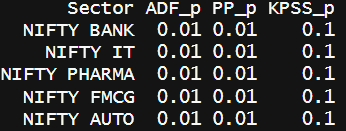 Sector ADF_p PP_p KPSS_p
NIFTY BANK 0.01 0.01 0.1
NIFTY IT 0.01 0.01 0.1
NIFTY PHARMA 0.01 0.01 0.1
NIFTY FMCG 0.01 0.01 0.1
NIFTY AUTO 0.01 0.01 0.1